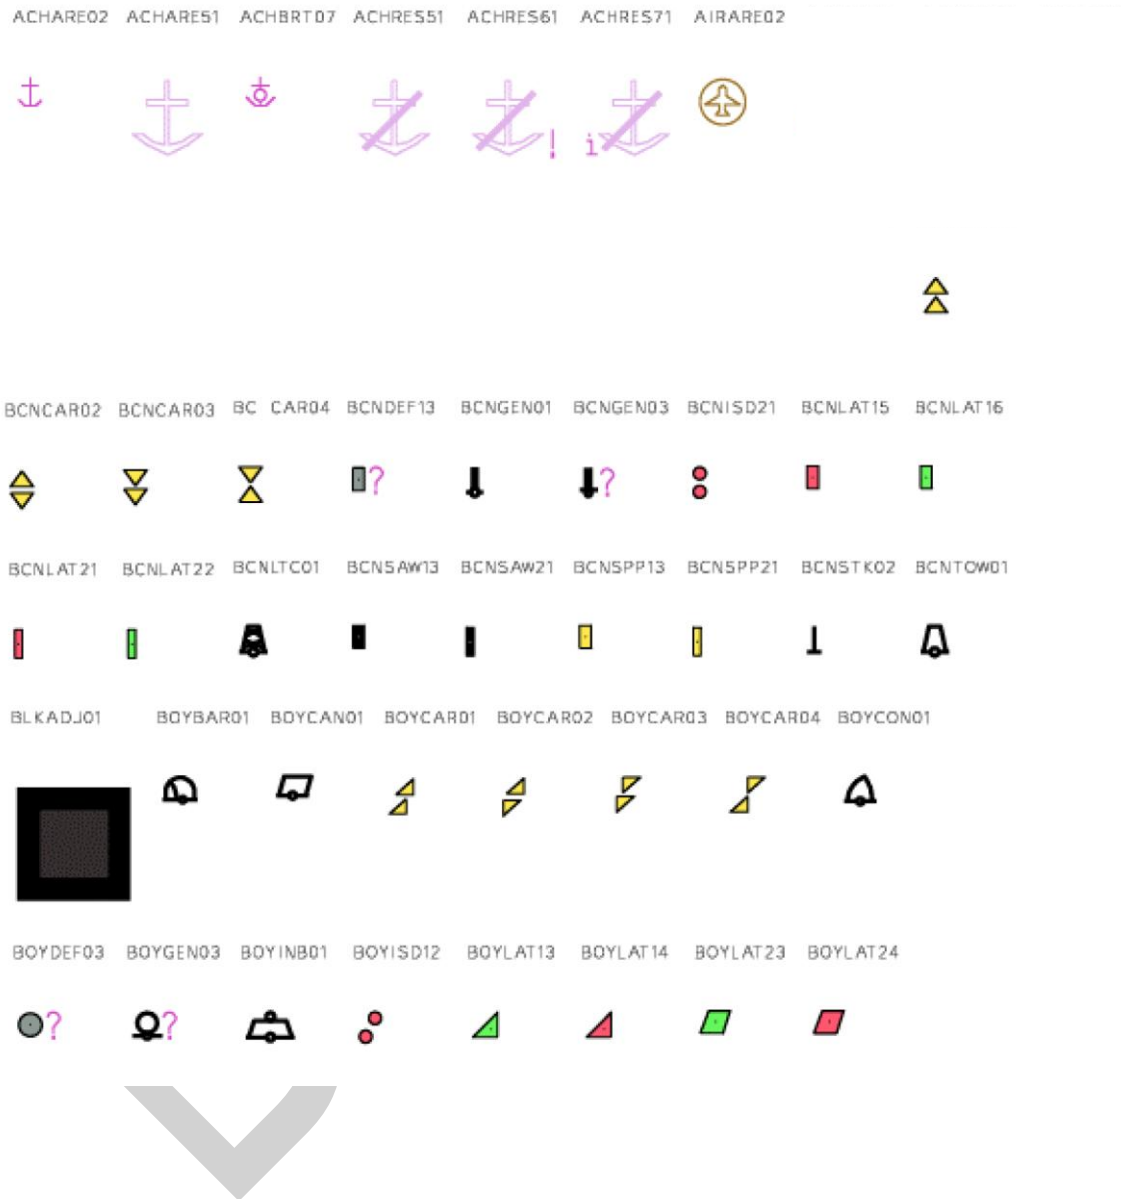 ACHARE02 ACHARE51 ACHBRT07 ACHRES51 ACHRES61 ACHRES71 AIRARE02
!
i
BCNCAR02 BCNCAR03 BC CAR04 BCNDEF13 BCNGEN01 BCNGEN03 BCNISD21 BCNLAT15 BCNLAT16
? ?
BCNLAT21 BCNLAT22 BCNLTC01 BCNSAW13 BCNSAW21 BCNSPP13 BCNSPP21 BCNSTK02 BCNTOW01
BLKADJ01 BOYBAR01 BOYCAN01 BOYCAR01 BOYCAR02 BOYCAR03 BOYCAR04 BOYCON01
BOYDEF03 BOYGEN03 BOYINB01 BOYISD12 BOYLAT13 BOYLAT14 BOYLAT23 BOYLAT24
? ?